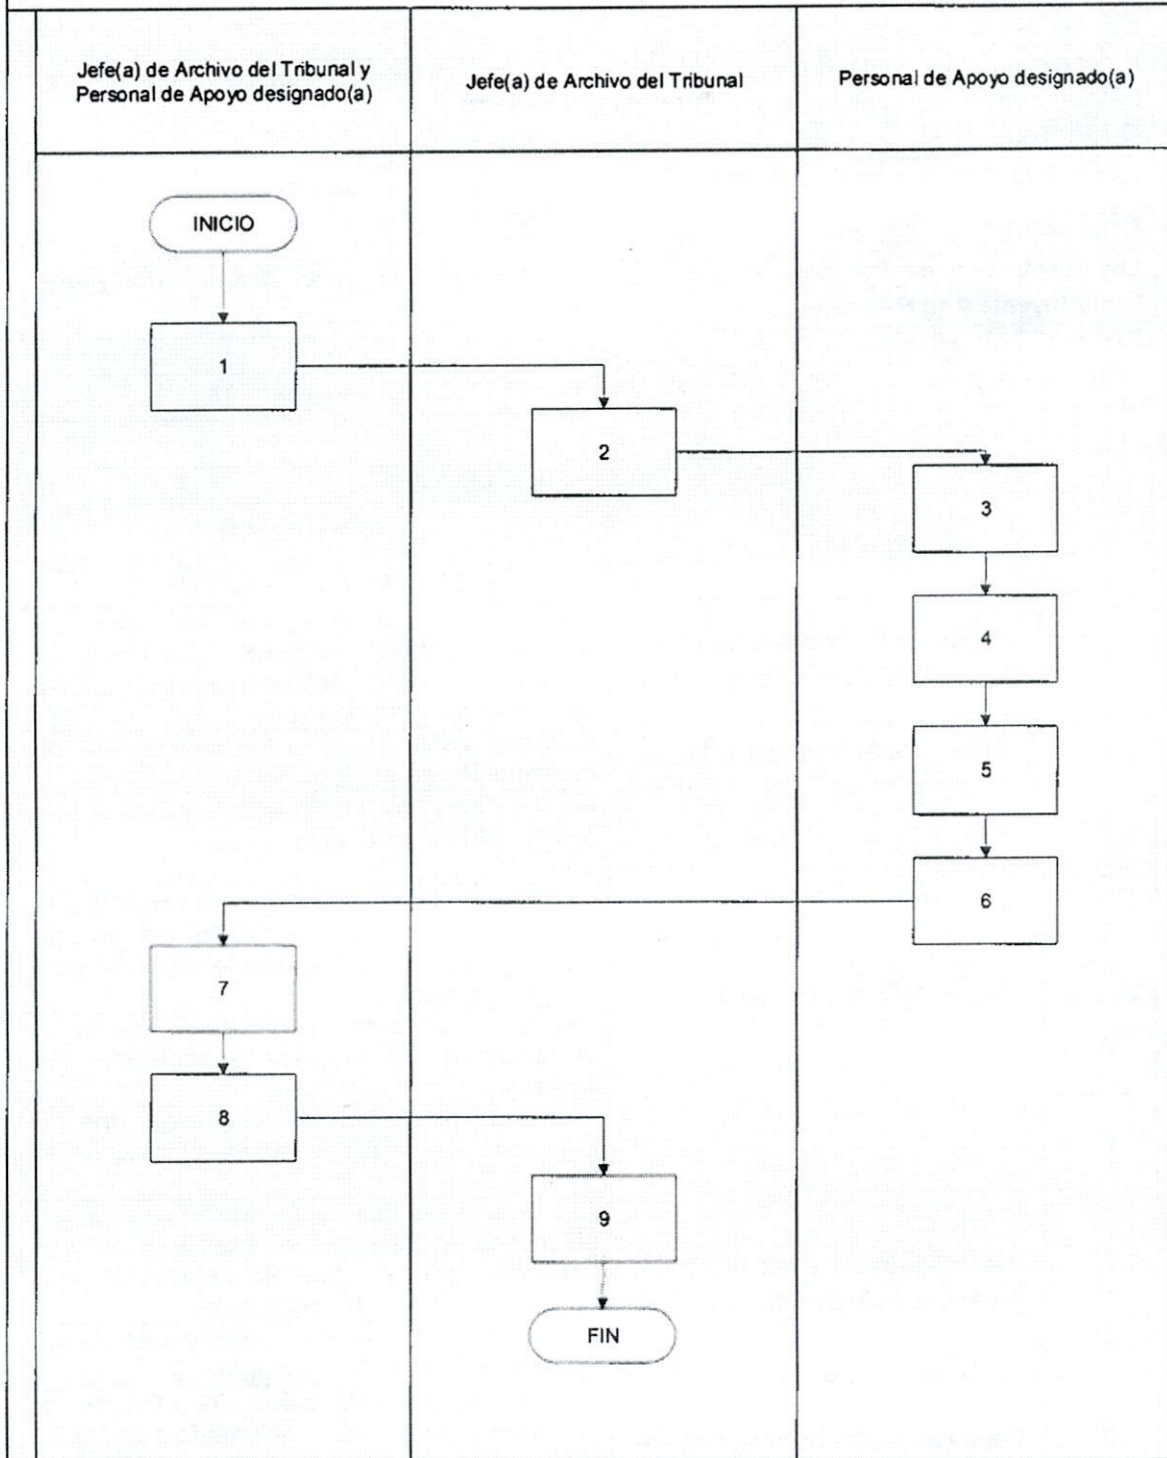 Jefe(a) de Archivo del Tribunal y
Personal de Apoyo designado(a)
Jefe(a) de Archivo del Tribunal
Personal de Apoyo designado(a)
INICIO
1
2
3
4
5
6
7
8
9
FIN